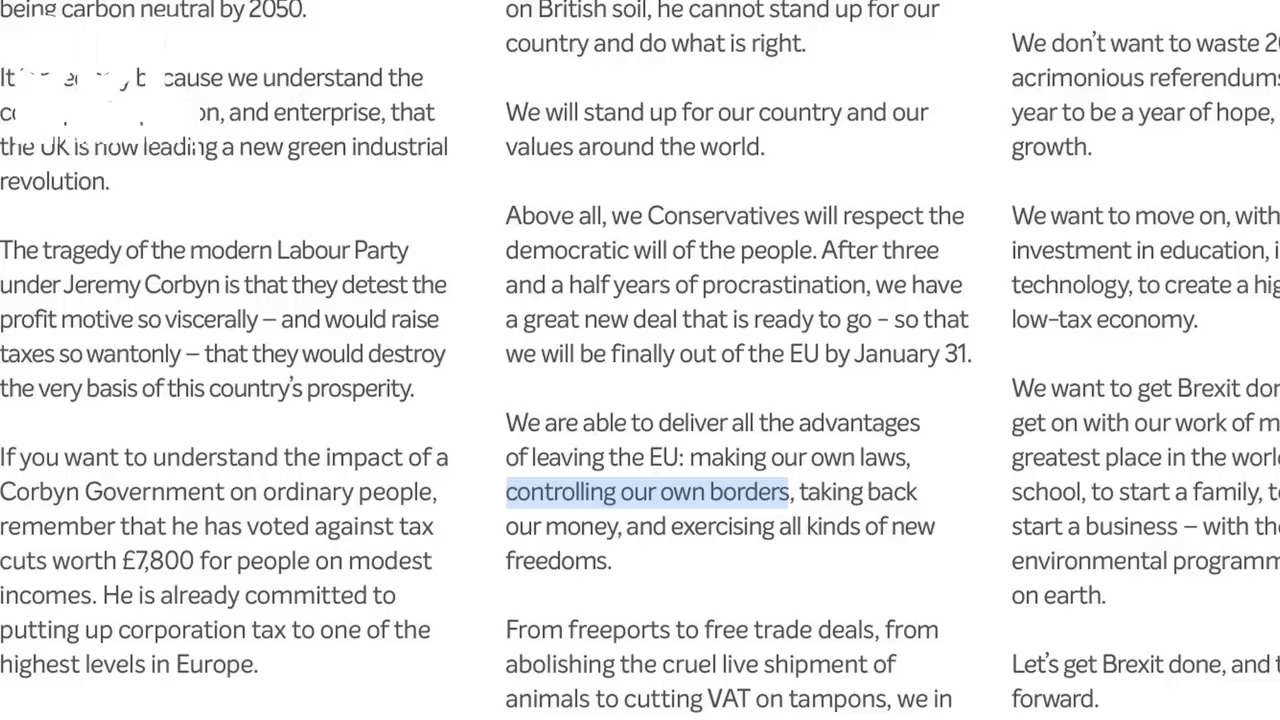 being carbon neutral by 2050.
It cause we understand the
on, and enterprise, that
the UK is now leading a new green industrial
revolution.
The tragedy of the modern Labour Party
under Jeremy Corbyn is that they detest the
profit motive so viscerally – and would raise
taxes so wantonly – that they would destroy
the very basis of this country’s prosperity.
If you want to understand the impact of a
Corbyn Government on ordinary people,
remember that he has voted against tax
cuts worth £7,800 for people on modest
incomes. He is already committed to
putting up corporation tax to one of the
highest levels in Europe.
on British soil, he cannot stand up for our
country and do what is right.
We will stand up for our country and our
values around the world.
Above all, we Conservatives will respect the
democratic will of the people. After three
and a half years of procrastination, we have
a great new deal that is ready to go – so that
we will be finally out of the EU by January 31.
We are able to deliver all the advantages
of leaving the EU: making our own laws,
controlling our own borders, taking back
our money, and exercising all kinds of new
freedoms.
From freeports to free trade deals, from
abolishing the cruel live shipment of
animals to cutting VAT on tampons, we in
We don’t want to waste 2
acrimonious referendums
year to be a year of hope,
growth.
We want to move on, with
investment in education, i
technology, to create a hig
low-tax economy.
We want to get Brexit don
get on with our work of m
greatest place in the worl
school, to start a family, t
start a business – with the
environmental programm
on earth.
Let’s get Brexit done, and t
forward.